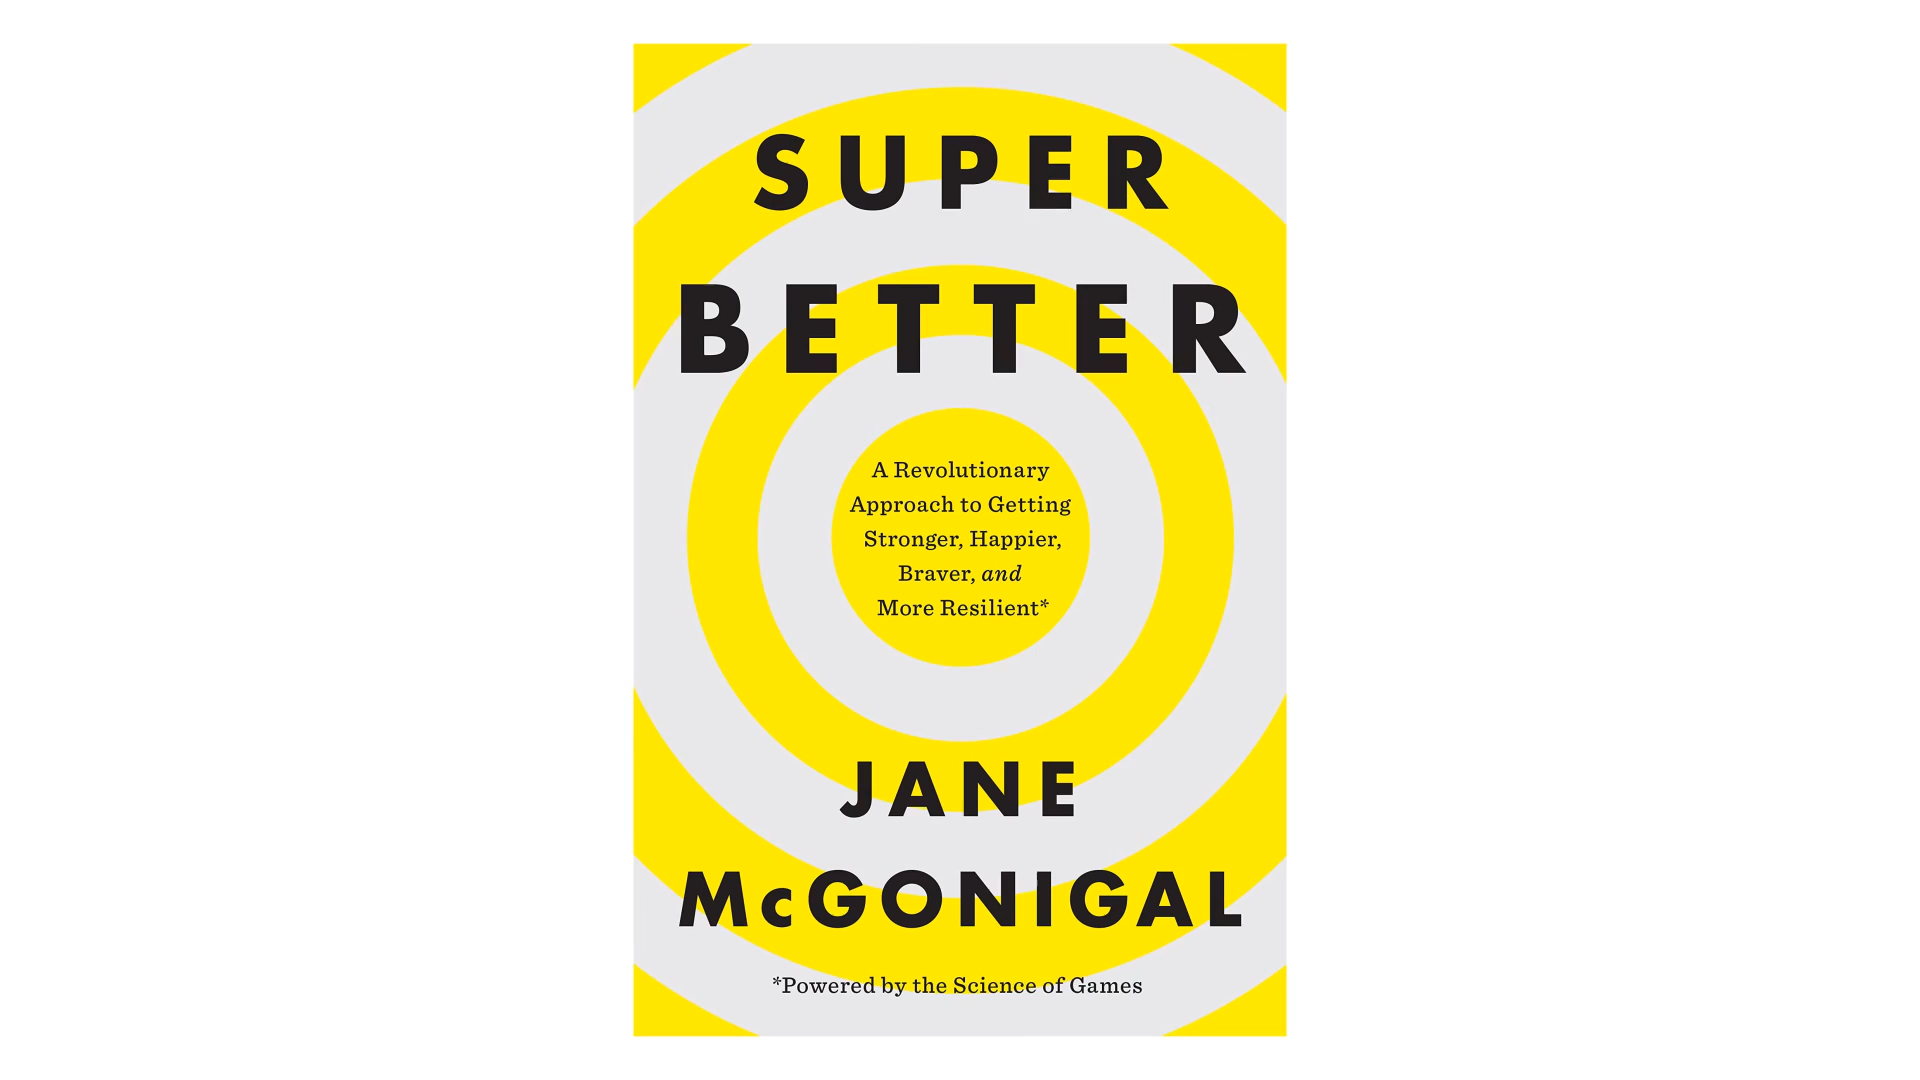 SUPER
BETTER
A Revolutionary
Approach to Getting
Stronger, Happier,
Braver, and
More Resilient*
JANE
McGONIGAL
*Powered by the Science of Games